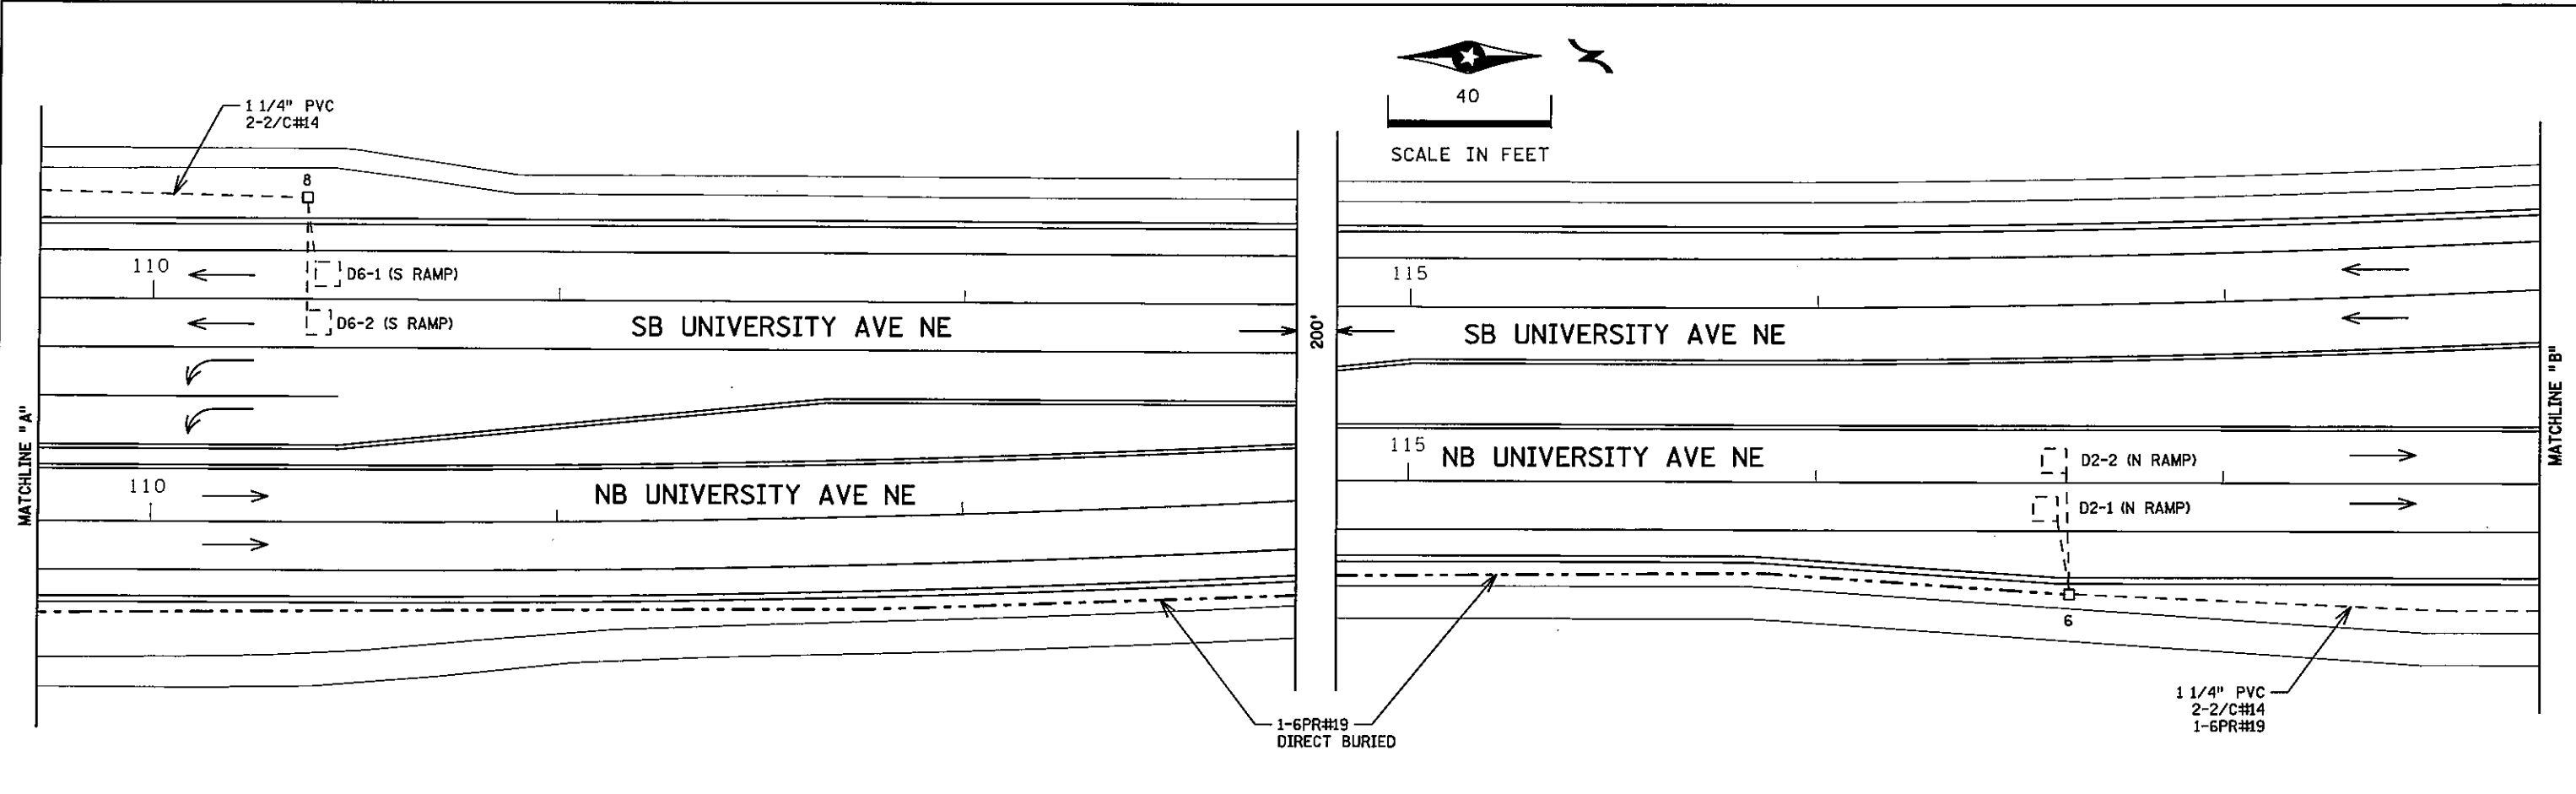 N
40
SCALE IN FEET
1 1/4" PVC
2-2/C#14
8
110
D6-1 (S RAMP)
D6-2 (S RAMP)
SB UNIVERSITY AVE NE
200'
115
SB UNIVERSITY AVE NE
MATCHLINE "A"
MATCHLINE "B"
110
NB UNIVERSITY AVE NE
115
NB UNIVERSITY AVE NE
D2-2 (N RAMP)
D2-1 (N RAMP)
6
1-6PR#19
DIRECT BURIED
1 1/4" PVC
2-2/C#14
1-6PR#19